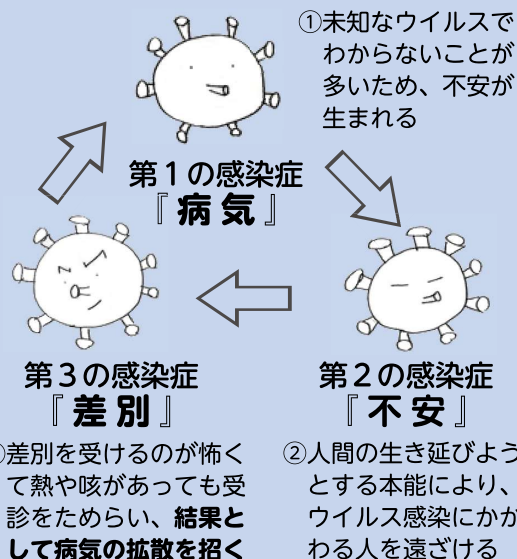 ①未知なウイルスで
わからないことが
多いため、不安が
生まれる
第1の感染症
『病気』
第3の感染症
『差別』
第2の感染症
『不安』
差別を受けるのが怖く
て熱や咳があっても受
診をためらい、結果と
して病気の拡散を招く
②人間の生き延びよう
とする本能により、
ウイルス感染にかか
わる人を遠ざける